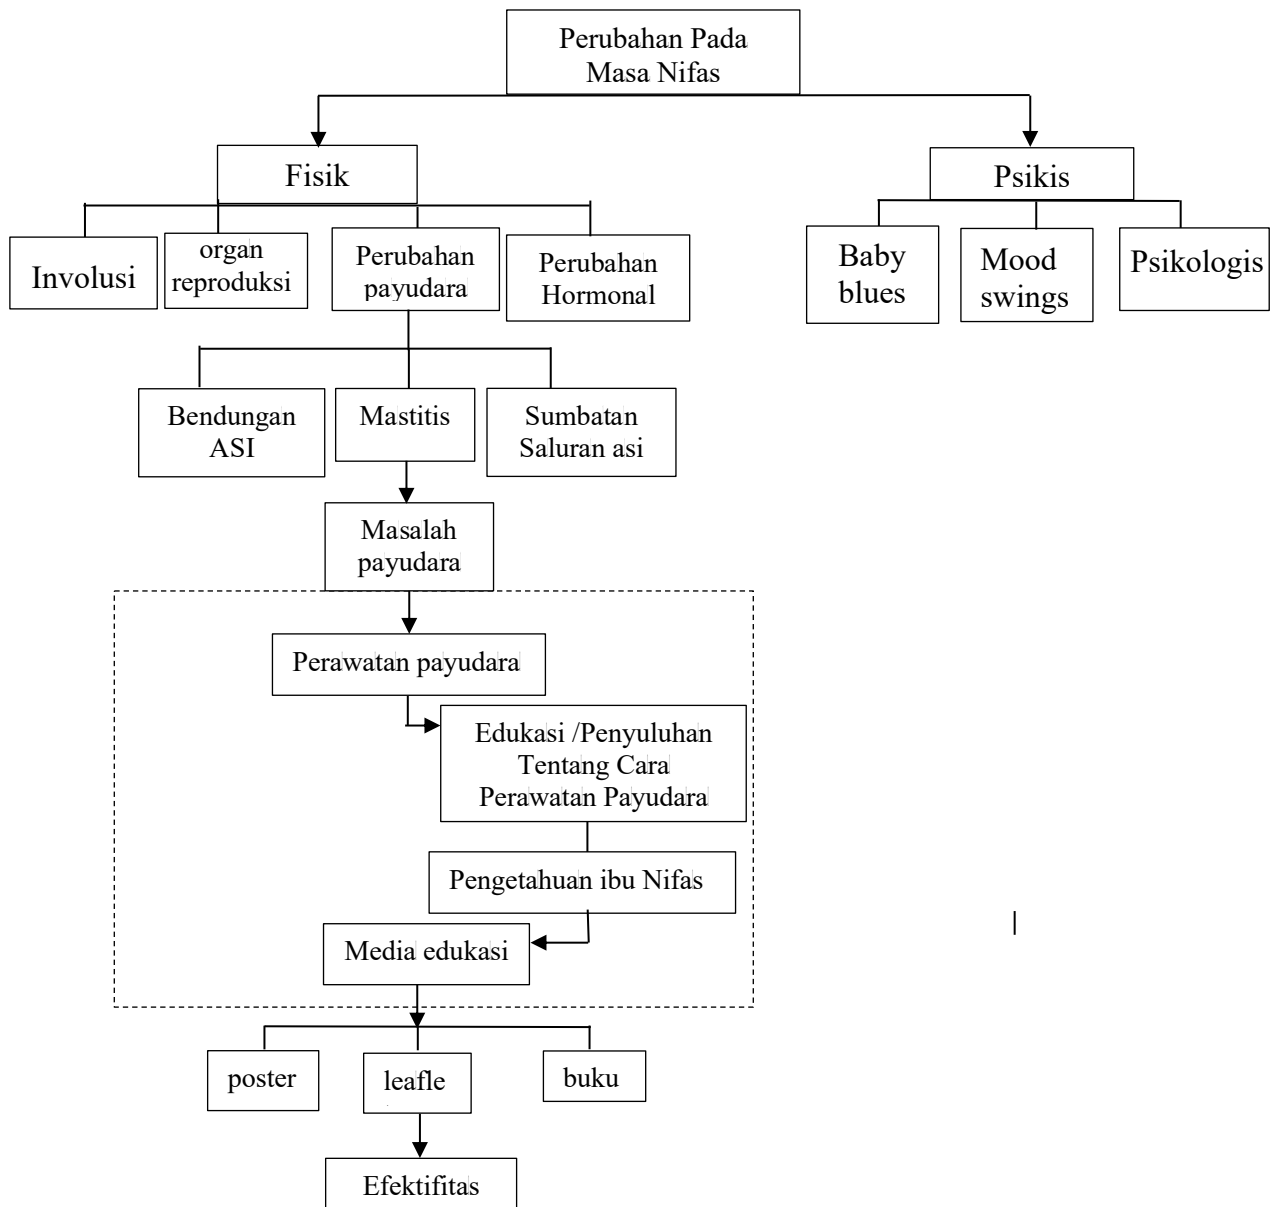 Perubahan Pada
Masa Nifas
Fisik
Psikis
Involusi
organ
reproduksi
Perubahan
payudara
Perubahan
Hormonal
Baby
blues
Mood
swings
Psikologis
Bendungan
ASI
Mastitis
Sumbatan
Saluran asi
Masalah
payudara
Perawatan payudara
Edukasi /Penyuluhan
Tentang Cara
Perawatan Payudara
Pengetahuan ibu Nifas
Media edukasi
poster
leafle
buku
Efektifitas